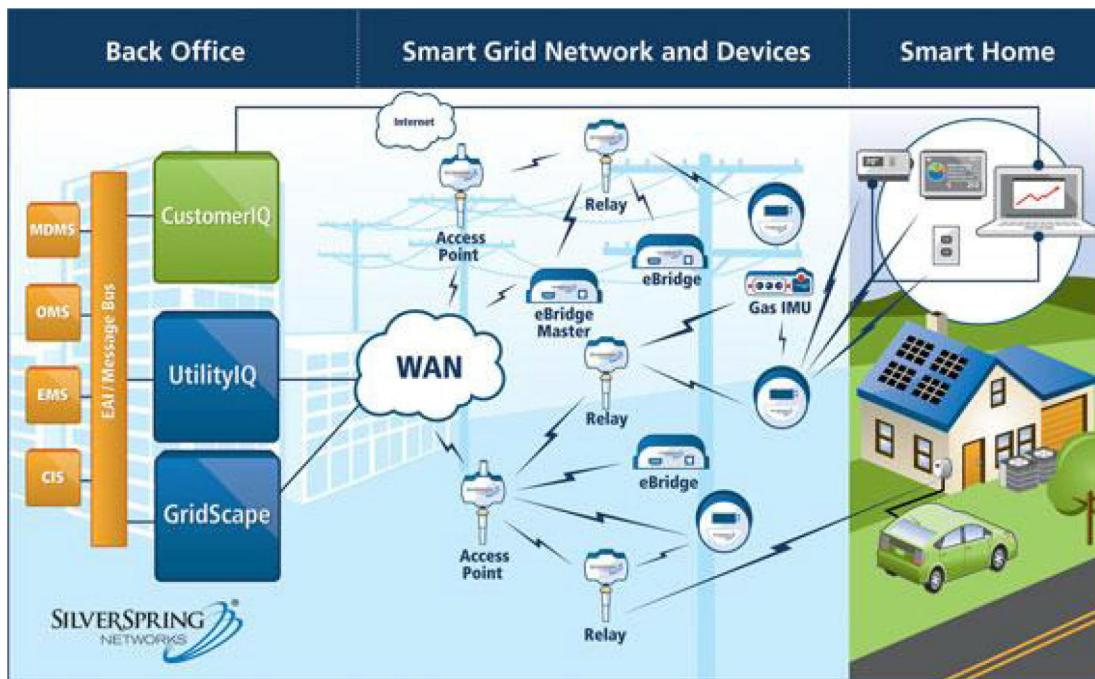 Back Office
Smart Grid Network and Devices
Smart Home
Internet
CustomerIQ
MDMS
OMS
EMS
CIS
EAI / Message Bus
UtilityIQ
GridScape
WAN
Access
Point
Relay
eBridge
eBridge
Master
Gas IMU
Relay
eBridge
Access
Point
Relay
SILVERSPRING®
NETWORKS